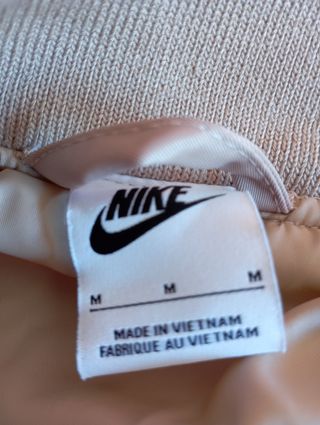 NIKE
M M M
MADE IN VIETNAM
FABRIQUE AU VIETNAM